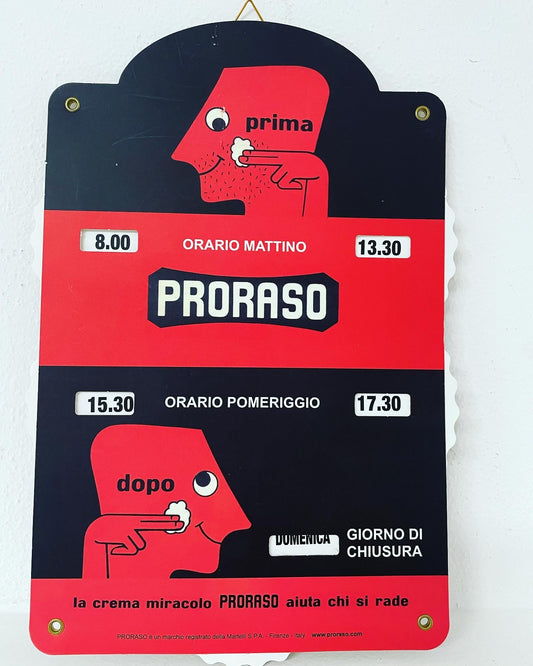 prima
8.00 ORARIO MATTINO 13.30
PRORASO
15.30 ORARIO POMERIGGIO 17.30
dopo
DOMENICA GIORNO DI
CHIUSURA
la crema miracolo PRORASO aiuta chi si rade
PRORASO è un marchio registrato della Martelli S.P.A. - Firenze - Italy www.proraso.com